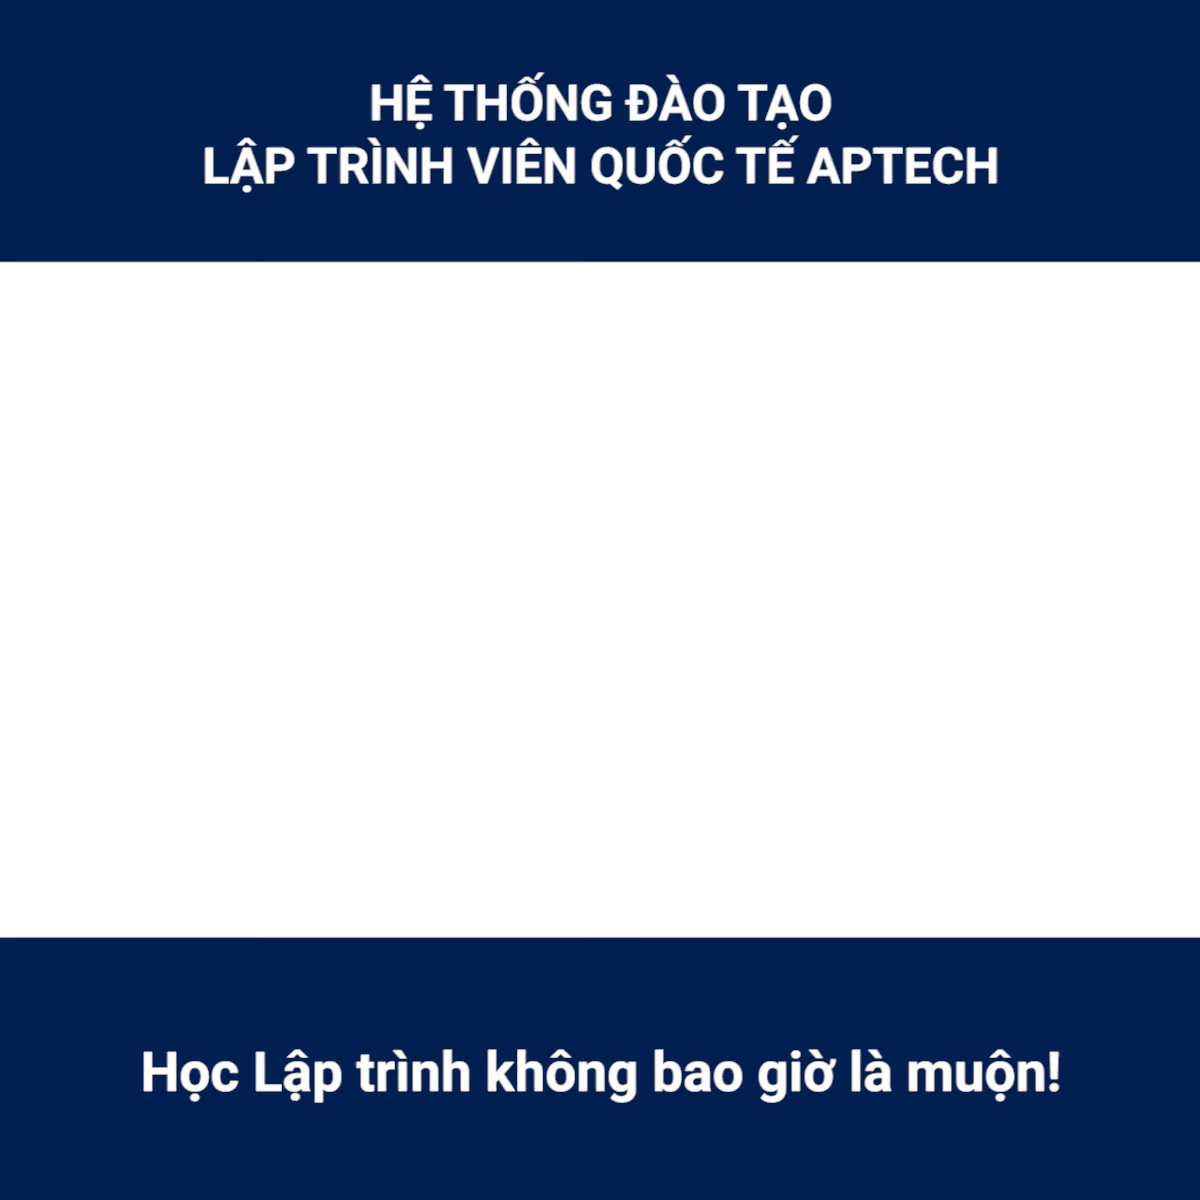 HỆ THỐNG ĐÀO TẠO
LẬP TRÌNH VIÊN QUỐC TẾ APTECH
Học Lập trình không bao giờ là muộn!